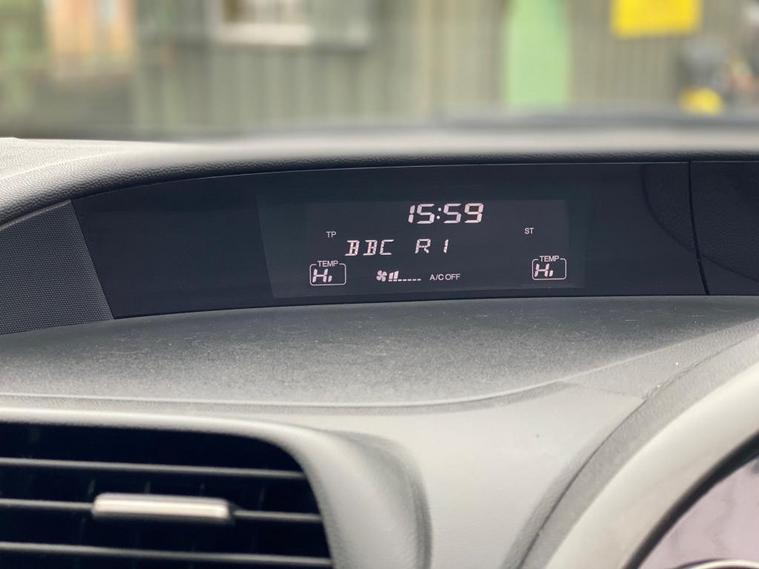 15:59
TP ST
BBC R1
TEMP TEMP
Hi A/C OFF Hi